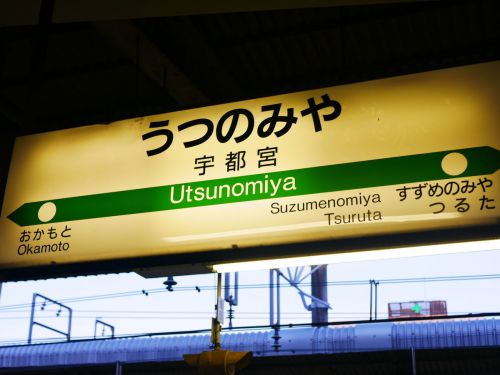 うつのみや
宇都宮
Utsunomiya
おかもと
Okamoto
Suzumenomiya すずめのみや
Tsuruta つるた